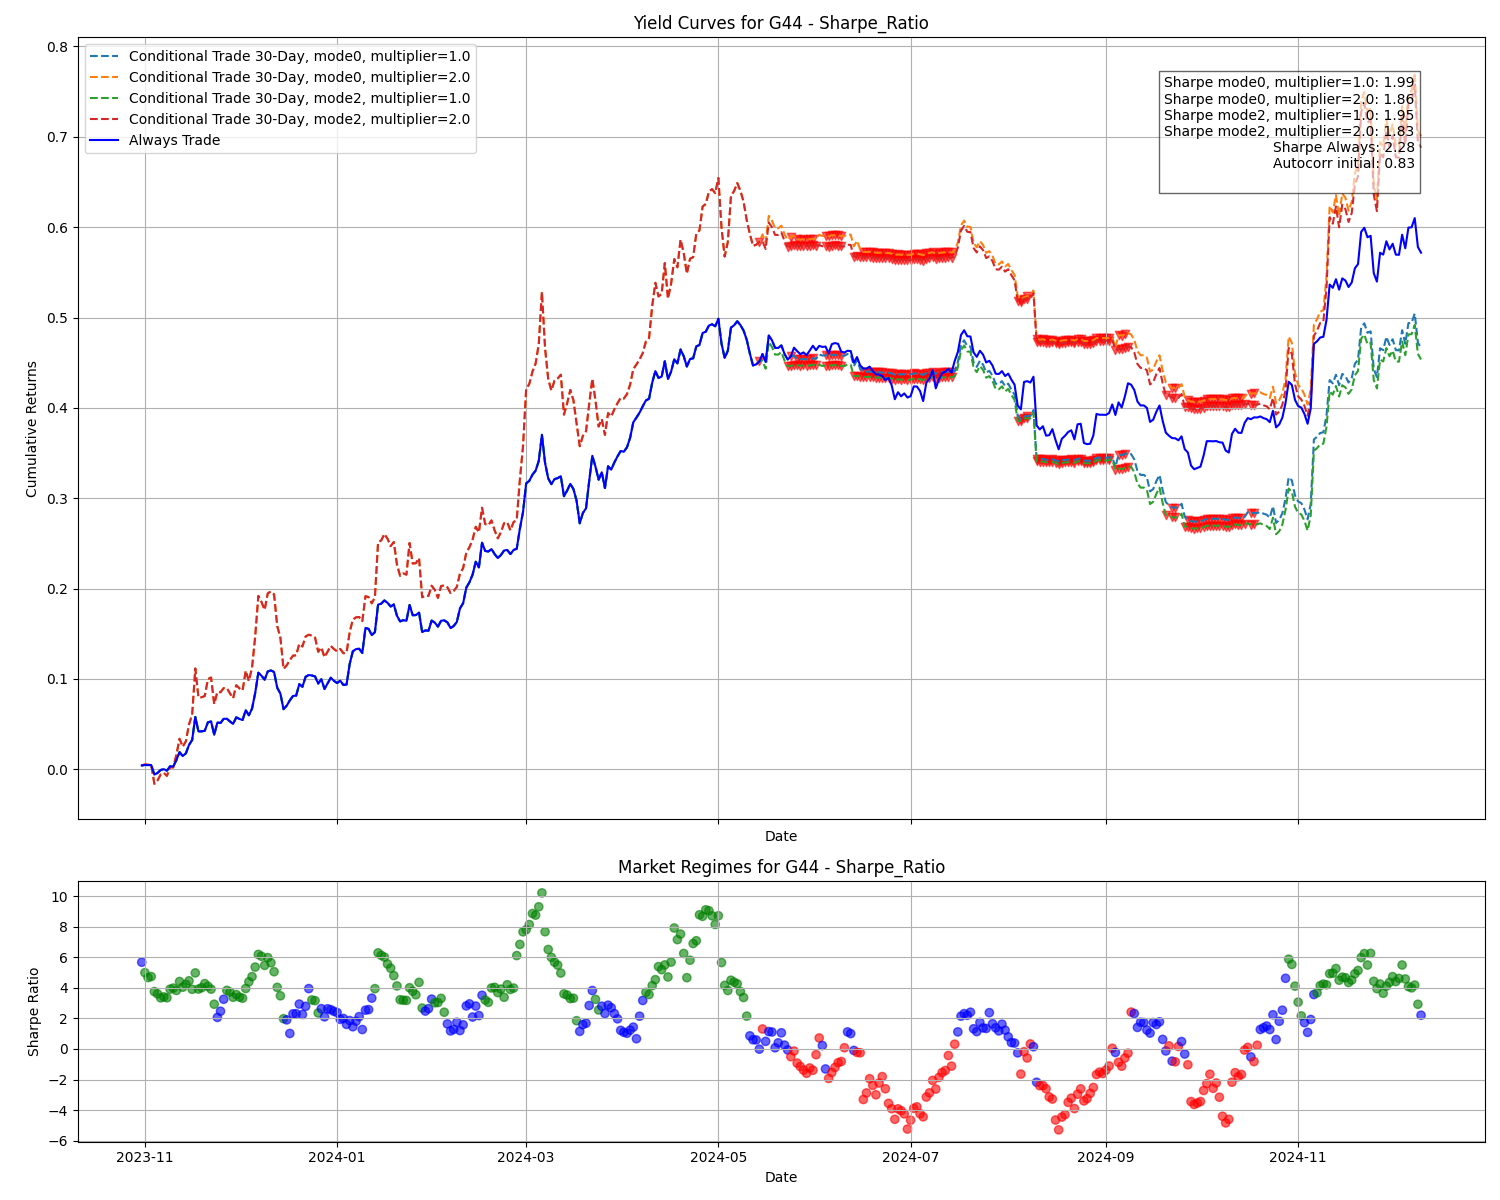 Yield Curves for G44 - Sharpe_Ratio
Conditional Trade 30-Day, mode0, multiplier=1.0
Conditional Trade 30-Day, mode0, multiplier=2.0
Conditional Trade 30-Day, mode2, multiplier=1.0
Conditional Trade 30-Day, mode2, multiplier=2.0
Always Trade
Sharpe mode0, multiplier=1.0: 1.99
Sharpe mode0, multiplier=2.0: 1.86
Sharpe mode2, multiplier=1.0: 1.95
Sharpe mode2, multiplier=2.0: 1.83
Sharpe Always: 2.28
Autocorr initial: 0.83
Cumulative Returns
0.8
0.7
0.6
0.5
0.4
0.3
0.2
0.1
0.0
Date
Market Regimes for G44 - Sharpe_Ratio
Sharpe Ratio
10
8
6
4
2
0
−2
−4
−6
2023-11
2024-01
2024-03
2024-05
2024-07
2024-09
2024-11
Date